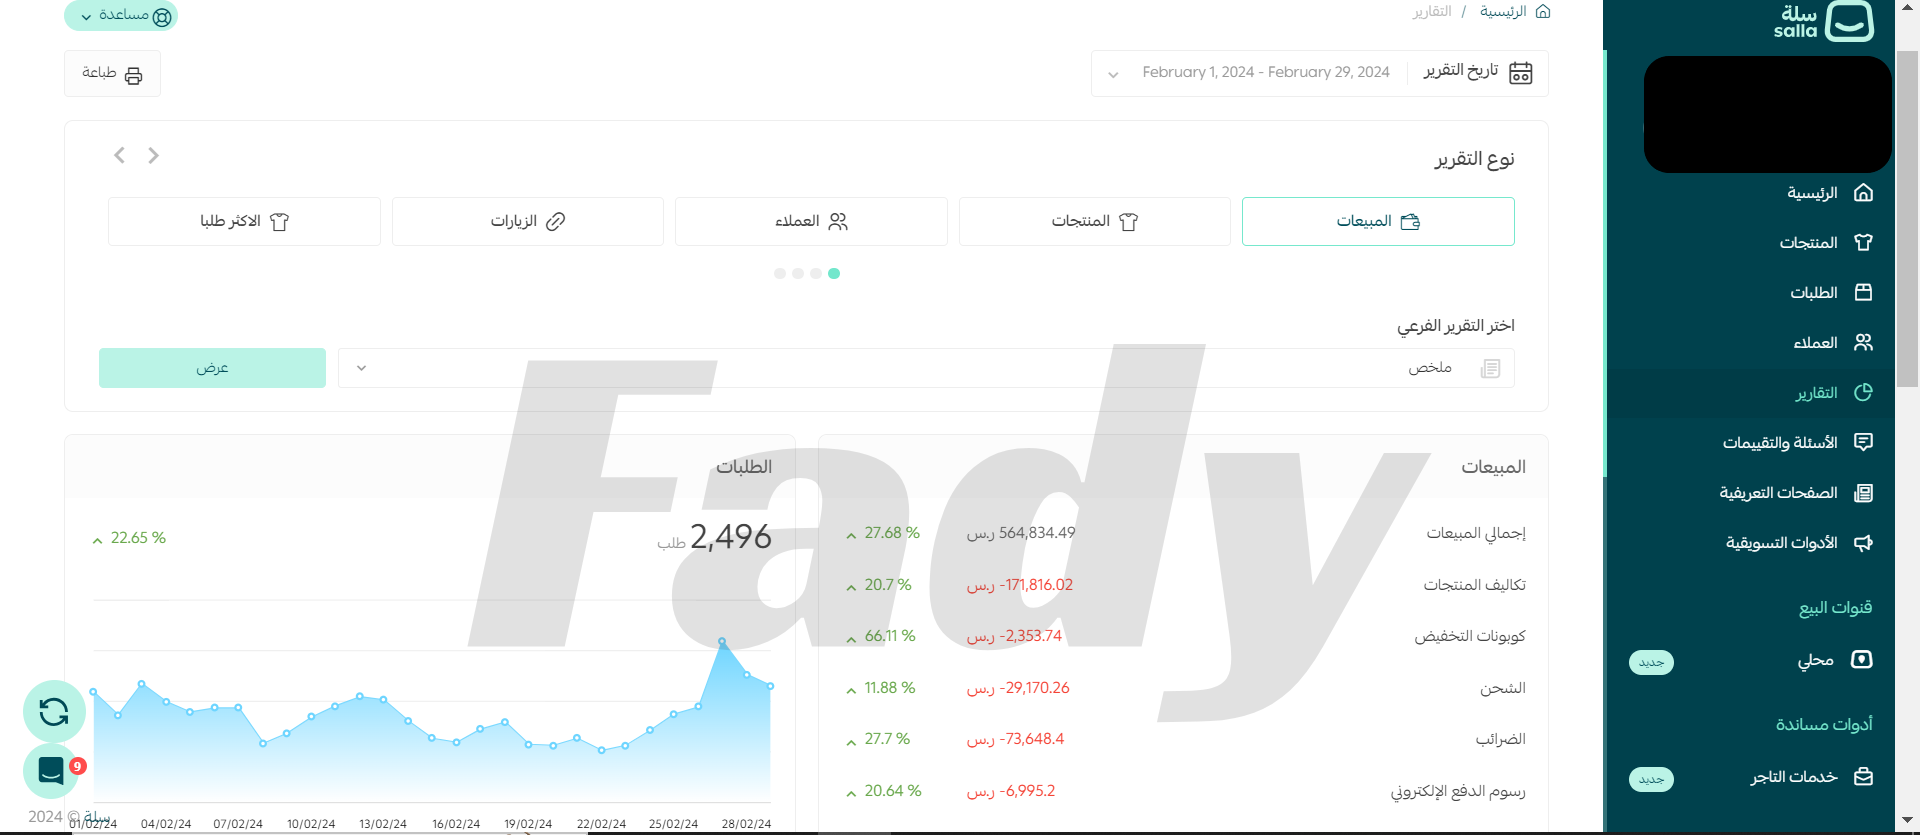 سلة
salla
الرئيسية
المنتجات
الطلبات
العملاء
التقارير
الأسئلة والتقييمات
الصفحات التعريفية
الأدوات التسويقية
قنوات البيع
محلي
جديد
أدوات مساندة
خدمات التاجر
جديد
الرئيسية / التقارير
مساعدة
تاريخ التقرير
February 1, 2024 - February 29, 2024
طباعة
نوع التقرير
المبيعات
المنتجات
العملاء
الزيارات
الاكثر طلبا
اختر التقرير الفرعي
ملخص
عرض
Fady
المبيعات
إجمالي المبيعات 564,834.49 ر.س 27.68 %
تكاليف المنتجات -171,816.02 ر.س 20.7 %
كوبونات التخفيض -2,353.74 ر.س 66.11 %
الشحن -29,170.26 ر.س 11.88 %
الضرائب -73,648.4 ر.س 27.7 %
رسوم الدفع الإلكتروني -6,995.2 ر.س 20.64 %
الطلبات
2,496 طلب
22.65 %
01/02/24 04/02/24 07/02/24 10/02/24 13/02/24 16/02/24 19/02/24 22/02/24 25/02/24 28/02/24
9
سلة © 2024